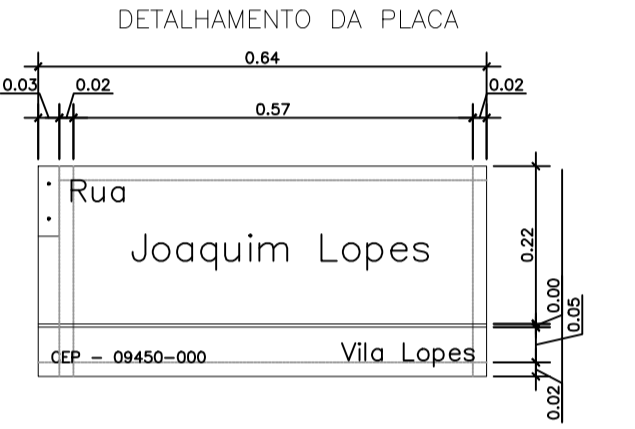 DETALHAMENTO DA PLACA
0.64
0.03 0.02 0.02
0.57
Rua
Joaquim Lopes
0.22
0.00
0.05
CEP - 09450-000 Vila Lopes
0.02